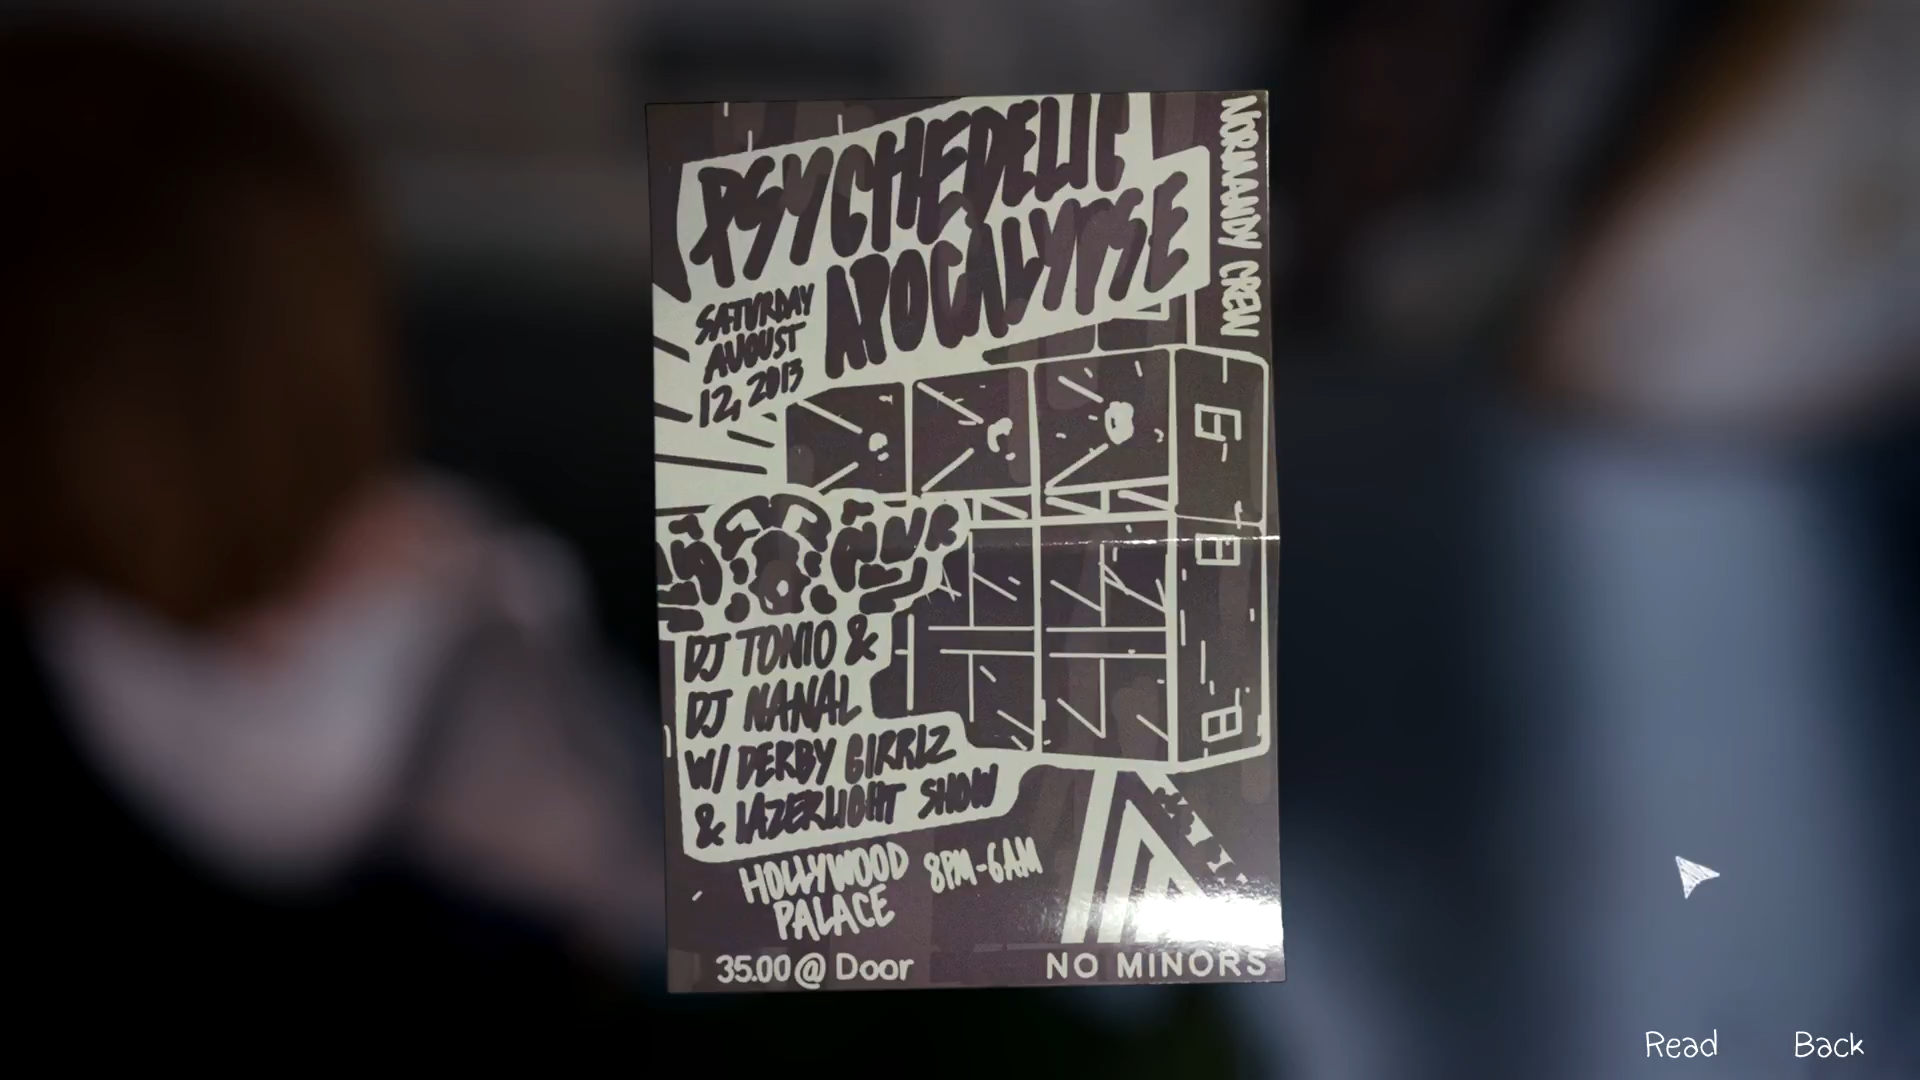 PSYCHEDELIC
APOCALYPSE
NORMANDY CREW
SATURDAY
AUGUST
12, 2013
DJ TONIO &
DJ NANAL
W/ DERBY GIRRLZ
& LAZERLIGHT SHOW
HOLLYWOOD
PALACE
8PM-6AM
35.00@ Door
NO MINORS
Read
Back